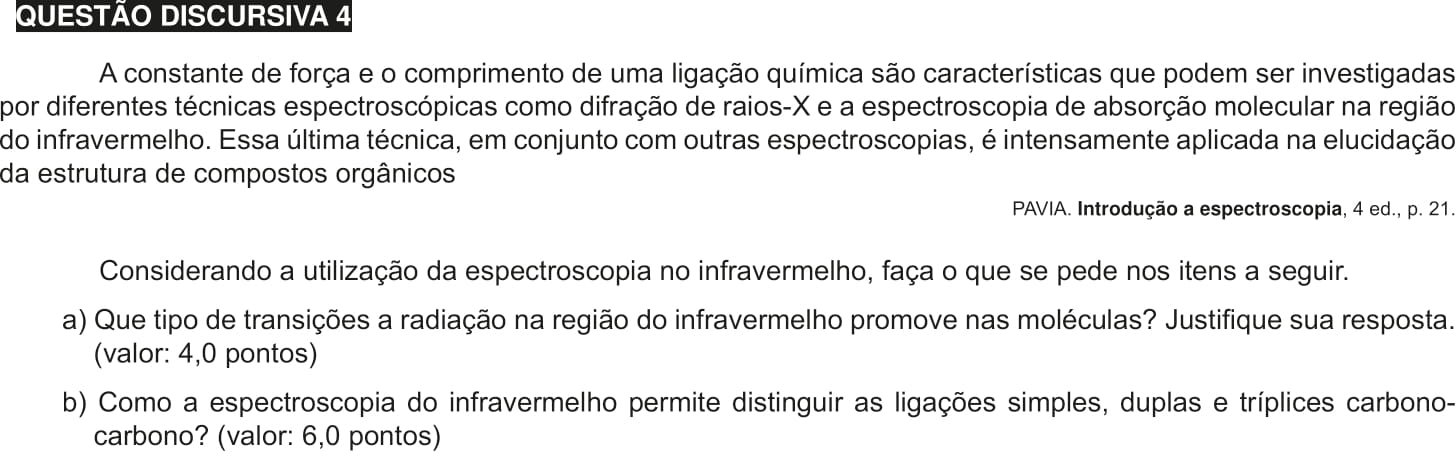 QUESTÃO DISCURSIVA 4
A constante de força e o comprimento de uma ligação química são características que podem ser investigadas
por diferentes técnicas espectroscópicas como difração de raios-X e a espectroscopia de absorção molecular na região
do infravermelho. Essa última técnica, em conjunto com outras espectroscopias, é intensamente aplicada na elucidação
da estrutura de compostos orgânicos
PAVIA. Introdução a espectroscopia, 4 ed., p. 21.
Considerando a utilização da espectroscopia no infravermelho, faça o que se pede nos itens a seguir.
a) Que tipo de transições a radiação na região do infravermelho promove nas moléculas? Justifique sua resposta.
(valor: 4,0 pontos)
b) Como a espectroscopia do infravermelho permite distinguir as ligações simples, duplas e tríplices carbono-
carbono? (valor: 6,0 pontos)